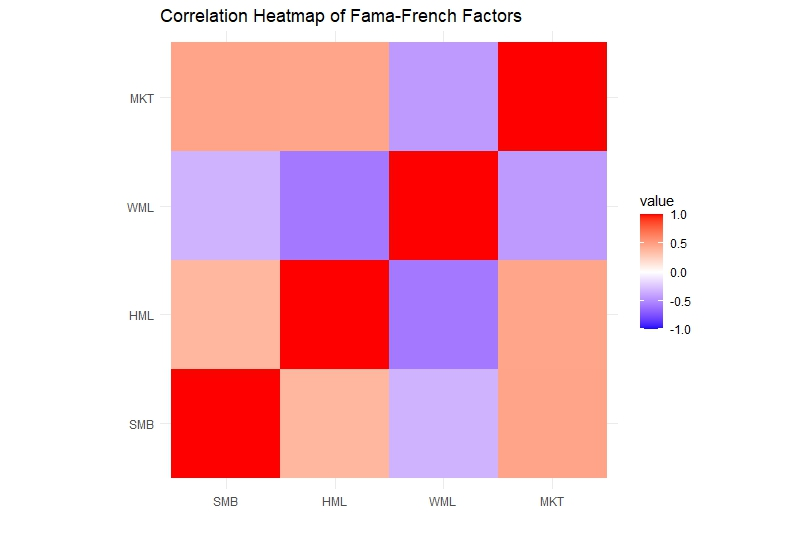 Correlation Heatmap of Fama-French Factors
MKT
WML
HML
SMB
SMB HML WML MKT
value
1.0
0.5
0.0
-0.5
-1.0